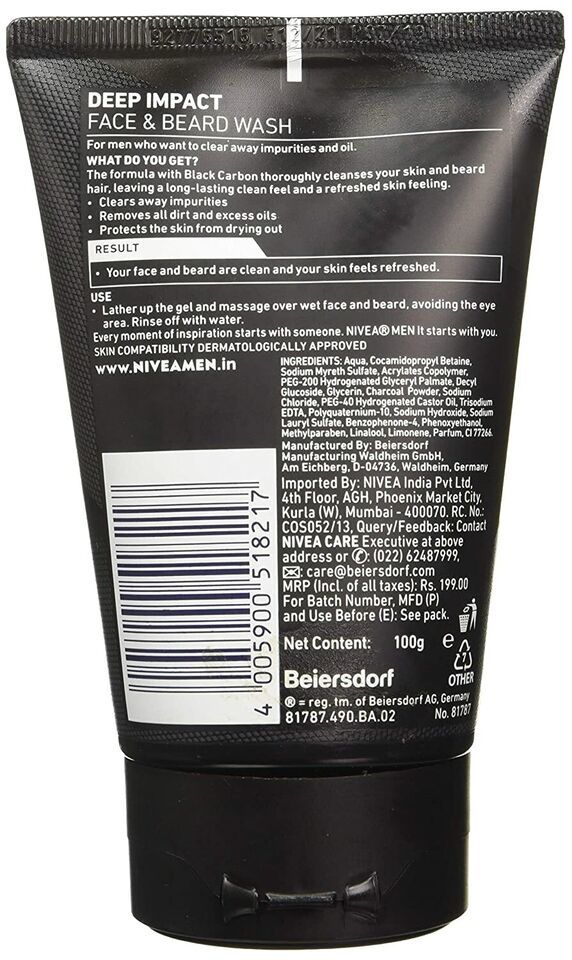 DEEP IMPACT
FACE & BEARD WASH
For men who want to clear away impurities and oil.
WHAT DO YOU GET?
The formula with Black Carbon thoroughly cleanses your skin and beard
hair, leaving a long-lasting clean feel and a refreshed skin feeling.
• Clears away impurities
• Removes all dirt and excess oils
• Protects the skin from drying out
RESULT
• Your face and beard are clean and your skin feels refreshed.
USE
• Lather up the gel and massage over wet face and beard, avoiding the eye
area. Rinse off with water.
Every moment of inspiration starts with someone. NIVEA® MEN It starts with you.
SKIN COMPATIBILITY DERMATOLOGICALLY APPROVED
www.NIVEAMEN.in
INGREDIENTS: Aqua, Cocamidopropyl Betaine,
Sodium Myreth Sulfate, Acrylates Copolymer,
PEG-200 Hydrogenated Glyceryl Palmate, Decyl
Glucoside, Glycerin, Charcoal Powder, Sodium
Chloride, PEG-40 Hydrogenated Castor Oil, Trisodium
EDTA, Polyquaternium-10, Sodium Hydroxide, Sodium
Lauryl Sulfate, Benzophenone-4, Phenoxyethanol,
Methylparaben, Linalool, Limonene, Parfum, CI 77266.
Manufactured By: Beiersdorf
Manufacturing Waldheim GmbH,
Am Eichberg, D-04736, Waldheim, Germany
Imported By: NIVEA India Pvt Ltd,
4th Floor, AGH, Phoenix Market City,
Kurla (W), Mumbai - 400070. RC. No.:
COS052/13, Query/Feedback: Contact
NIVEA CARE Executive at above
address or ✆: (022) 62487999,
✉: care@beiersdorf.com
MRP (Incl. of all taxes): Rs. 199.00
For Batch Number, MFD (P)
and Use Before (E): See pack.
Net Content: 100g e
7
OTHER
Beiersdorf
® = reg. tm. of Beiersdorf AG, Germany
81787.490.BA.02 No. 81787
4 005900 518217